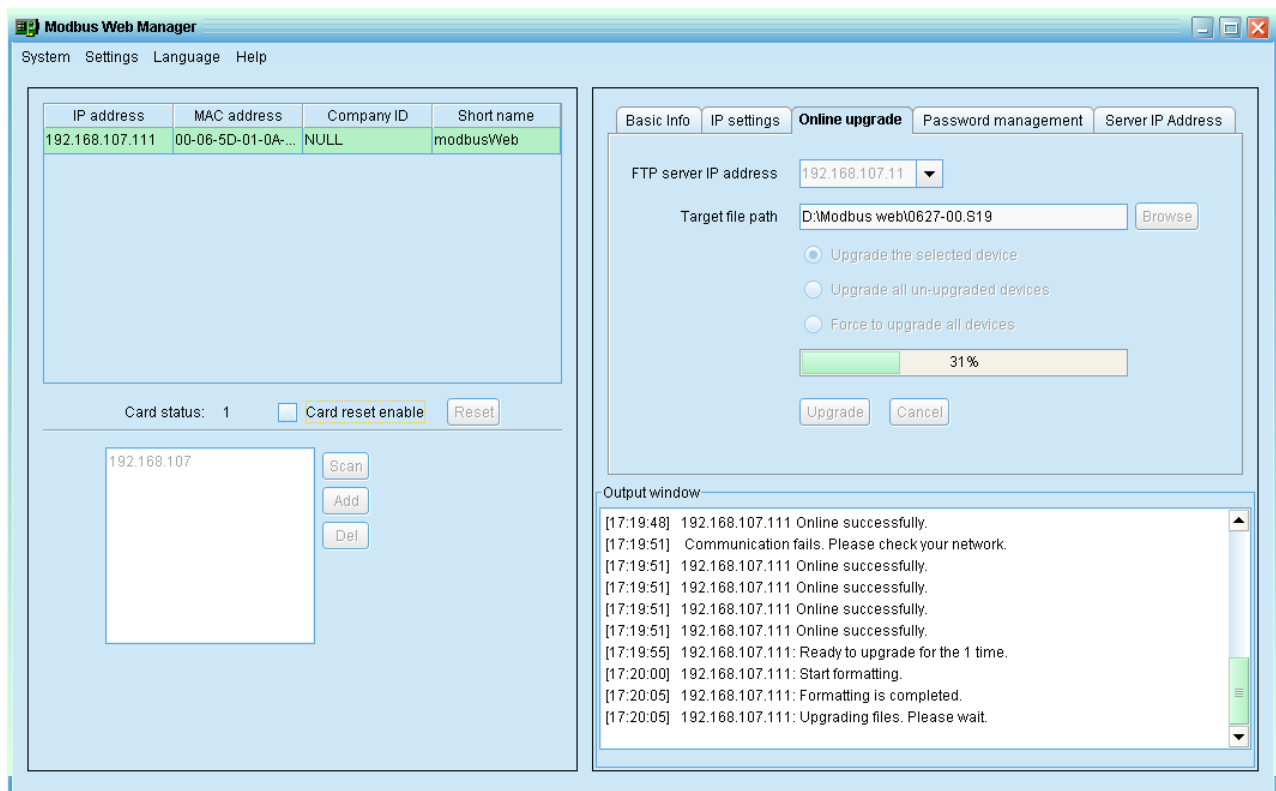 Modbus Web Manager
System Settings Language Help
IP address MAC address Company ID Short name
192.168.107.111 00-06-5D-01-0A-... NULL modbusWeb
Card status: 1 Card reset enable Reset
192.168.107
Scan
Add
Del
Basic Info IP settings Online upgrade Password management Server IP Address
FTP server IP address 192.168.107.11
Target file path D:\Modbus web\0627-00.S19 Browse
Upgrade the selected device
Upgrade all un-upgraded devices
Force to upgrade all devices
31%
Upgrade Cancel
Output window
[17:19:48] 192.168.107.111 Online successfully.
[17:19:51] Communication fails. Please check your network.
[17:19:51] 192.168.107.111 Online successfully.
[17:19:51] 192.168.107.111 Online successfully.
[17:19:51] 192.168.107.111 Online successfully.
[17:19:51] 192.168.107.111 Online successfully.
[17:19:55] 192.168.107.111: Ready to upgrade for the 1 time.
[17:20:00] 192.168.107.111: Start formatting.
[17:20:05] 192.168.107.111: Formatting is completed.
[17:20:05] 192.168.107.111: Upgrading files. Please wait.